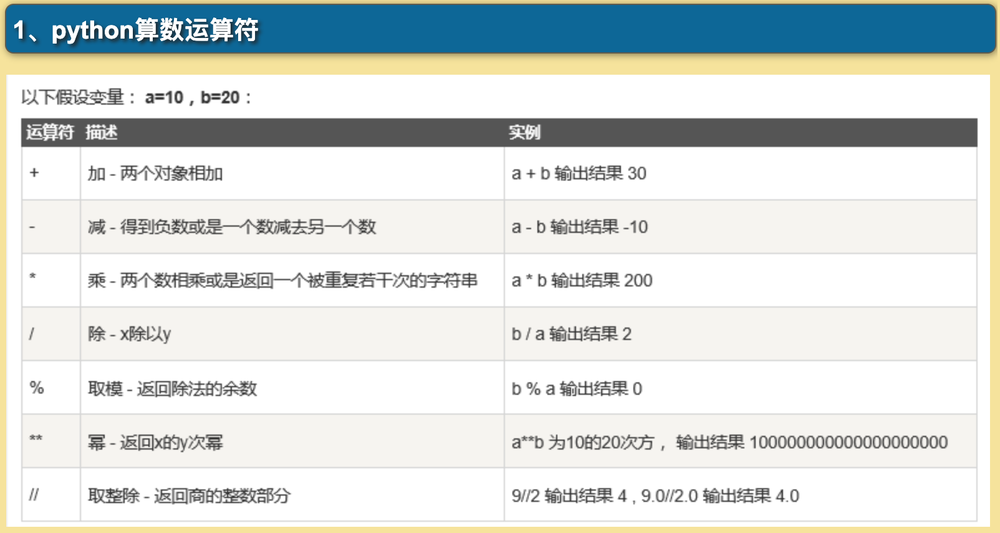 1、python算数运算符
以下假设变量： a=10，b=20：
运算符 描述 实例
+ 加 - 两个对象相加 a + b 输出结果 30
- 减 - 得到负数或是一个数减去另一个数 a - b 输出结果 -10
* 乘 - 两个数相乘或是返回一个被重复若干次的字符串 a * b 输出结果 200
/ 除 - x除以y b / a 输出结果 2
% 取模 - 返回除法的余数 b % a 输出结果 0
** 幂 - 返回x的y次幂 a**b 为10的20次方， 输出结果 100000000000000000000
// 取整除 - 返回商的整数部分 9//2 输出结果 4 , 9.0//2.0 输出结果 4.0